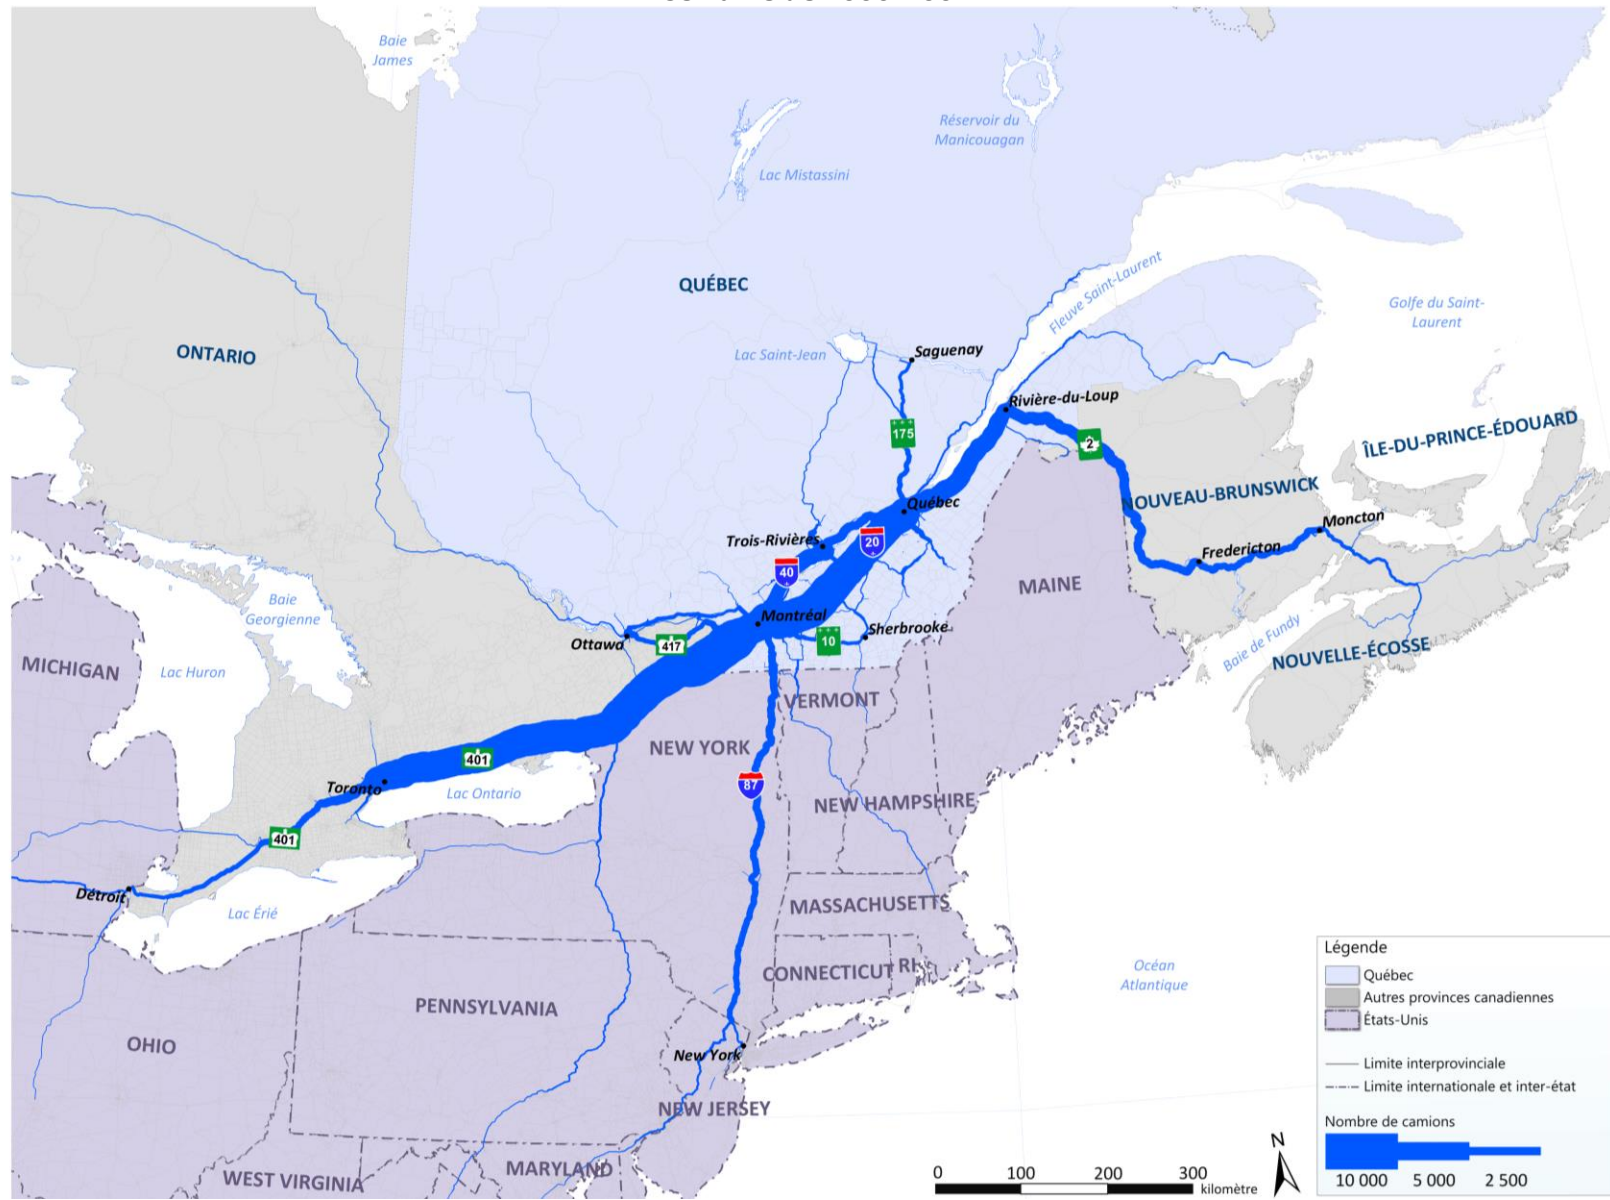 Baie
James
Réservoir du
Manicouagan
Lac Mistassini
Fleuve Saint-Laurent
QUÉBEC
Golfe du Saint-
Laurent
ONTARIO
Lac Saint-Jean
Saguenay
Rivière-du-Loup
175
2
ÎLE-DU-PRINCE-ÉDOUARD
NOUVEAU-BRUNSWICK
Québec
Moncton
Trois-Rivières
20
Fredericton
40
MAINE
Baie
Georgienne
Montréal
Sherbrooke
Ottawa
417
10
Baie de Fundy
NOUVELLE-ÉCOSSE
MICHIGAN
Lac Huron
VERMONT
NEW YORK
401
87
Toronto
Lac Ontario
NEW HAMPSHIRE
401
Détroit
Lac Érié
MASSACHUSETTS
CONNECTICUT
RI
Océan
Atlantique
PENNSYLVANIA
OHIO
New York
NEW JERSEY
WEST VIRGINIA
MARYLAND
0 100 200 300
kilomètre
N
Légende
Québec
Autres provinces canadiennes
États-Unis
Limite interprovinciale
Limite internationale et inter-état
Nombre de camions
10 000 5 000 2 500